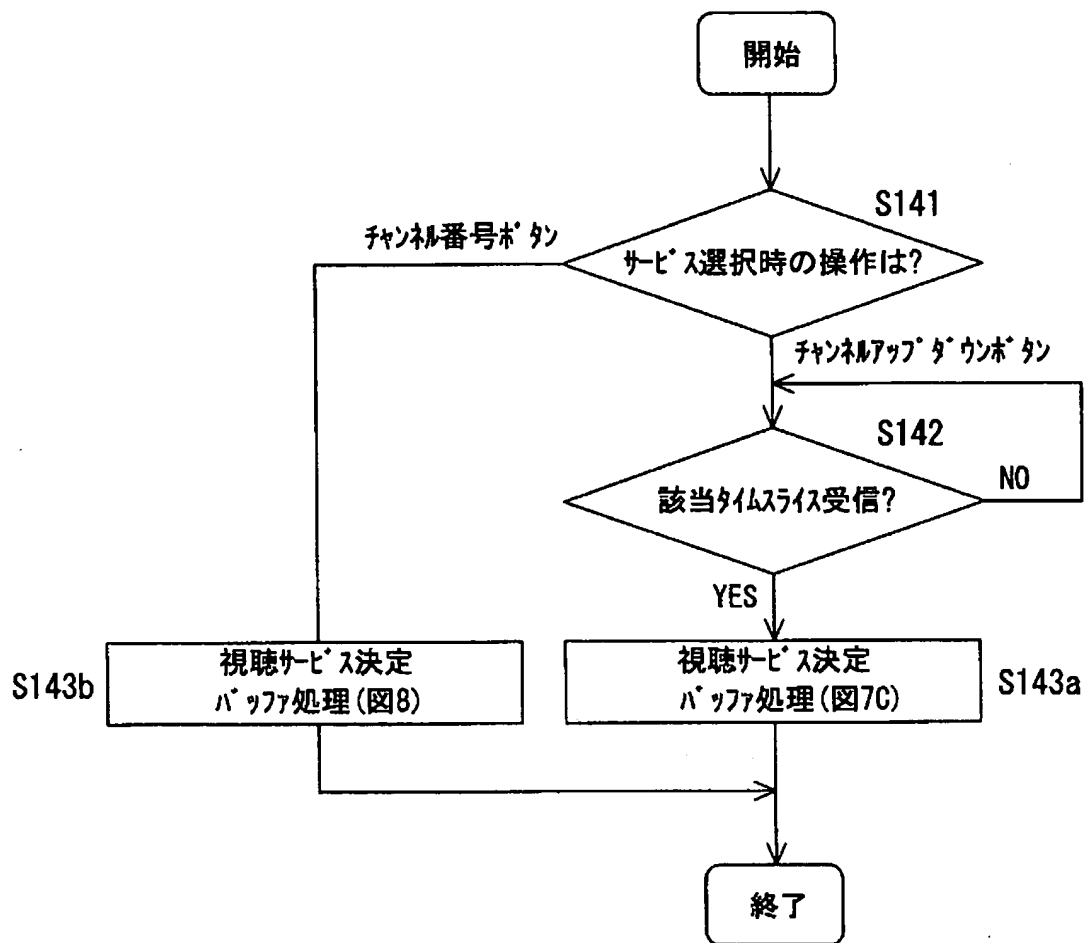 開始
S141
チャンネル番号ボタン
サービス選択時の操作は?
チャンネルアップダウンボタン
S142
該当タイムスライス受信?
NO
YES
S143b
視聴サービス決定
バッファ処理(図8)
視聴サービス決定
バッファ処理(図7C)
S143a
終了